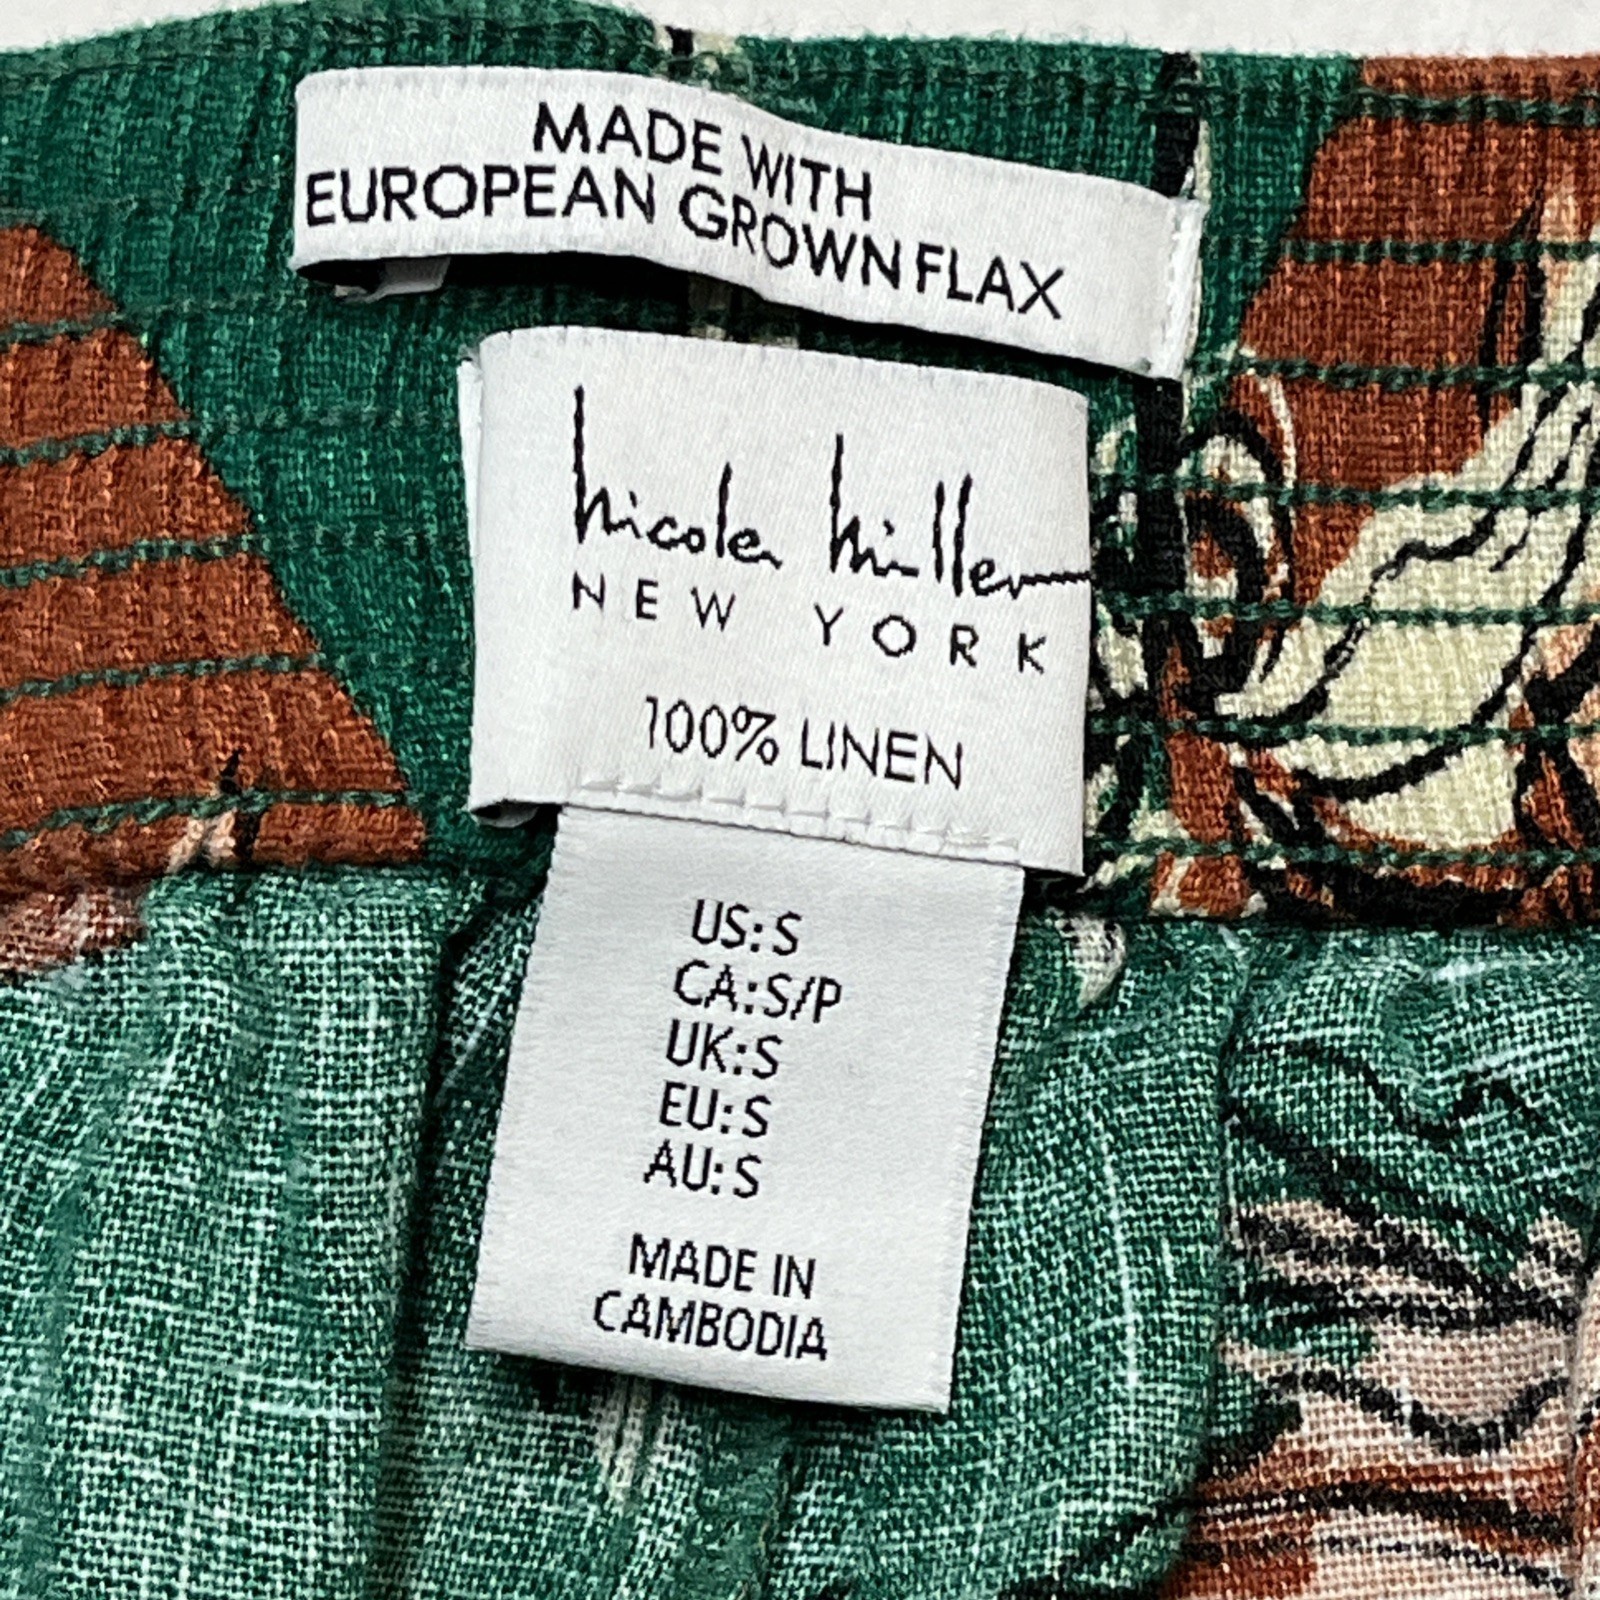 MADE WITH
EUROPEAN GROWN FLAX
nicole miller
NEW YORK
100% LINEN
US: S
CA: S/P
UK: S
EU: S
AU: S
MADE IN
CAMBODIA